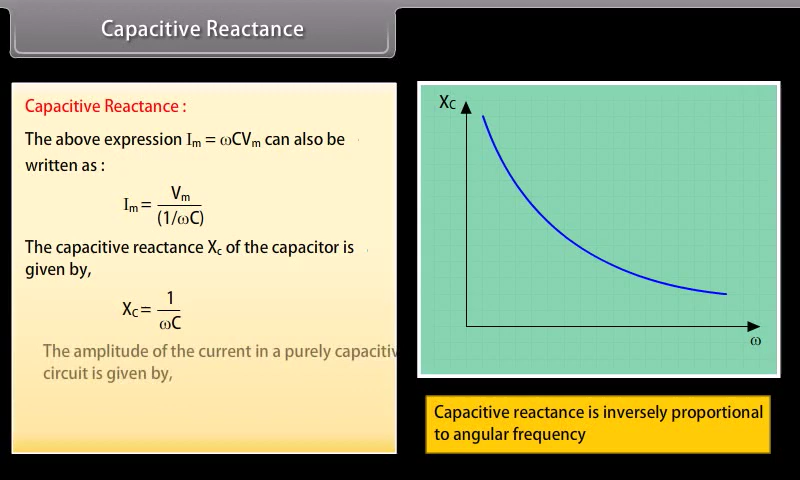 Capacitive Reactance
Capacitive Reactance :
The above expression Iₘ = ωCVₘ can also be
written as :
Iₘ = Vₘ / (1/ωC)
The capacitive reactance X꜀ of the capacitor is
given by,
X_C = 1 / ωC
The amplitude of the current in a purely capacitiv
circuit is given by,
X_C
ω
Capacitive reactance is inversely proportional
to angular frequency